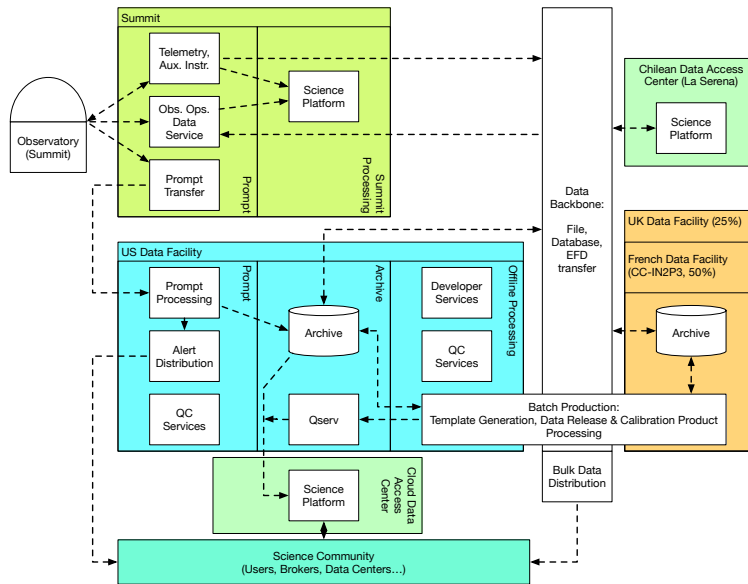 Summit
Telemetry,
Aux. Instr.
Obs. Ops.
Data
Service
Prompt
Transfer
Prompt
Science
Platform
Summit
Processing
Observatory
(Summit)
Data
Backbone:
File,
Database,
EFD
transfer
Chilean Data Access
Center (La Serena)
Science
Platform
UK Data Facility (25%)
French Data Facility
(CC-IN2P3, 50%)
Archive
US Data Facility
Prompt
Processing
Alert
Distribution
QC
Services
Prompt
Archive
Qserv
Archive
Developer
Services
QC
Services
Offline Processing
Batch Production:
Template Generation, Data Release & Calibration Product
Processing
Bulk Data
Distribution
Science
Platform
Cloud Data
Access
Center
Science Community
(Users, Brokers, Data Centers…)